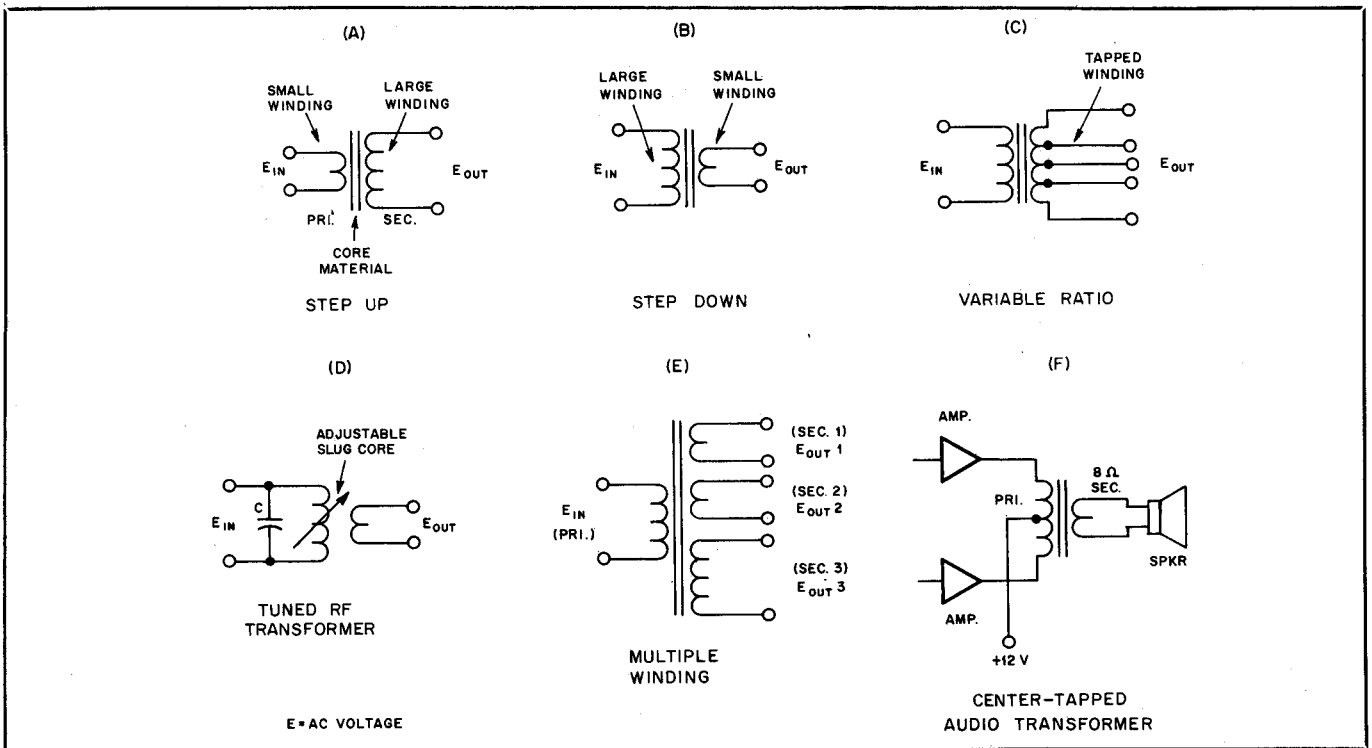 (A)
SMALL
WINDING
LARGE
WINDING
E IN
E OUT
PRI.
SEC.
CORE
MATERIAL
STEP UP
(B)
LARGE
WINDING
SMALL
WINDING
E IN
E OUT
STEP DOWN
(C)
TAPPED
WINDING
E IN
E OUT
VARIABLE RATIO
(D)
ADJUSTABLE
SLUG CORE
C
E IN
E OUT
TUNED RF
TRANSFORMER
E = AC VOLTAGE
(E)
E IN
(PRI.)
(SEC. 1)
E OUT 1
(SEC. 2)
E OUT 2
(SEC. 3)
E OUT 3
MULTIPLE
WINDING
(F)
AMP.
PRI.
8 Ω
SEC.
SPKR
AMP.
+12 V
CENTER-TAPPED
AUDIO TRANSFORMER